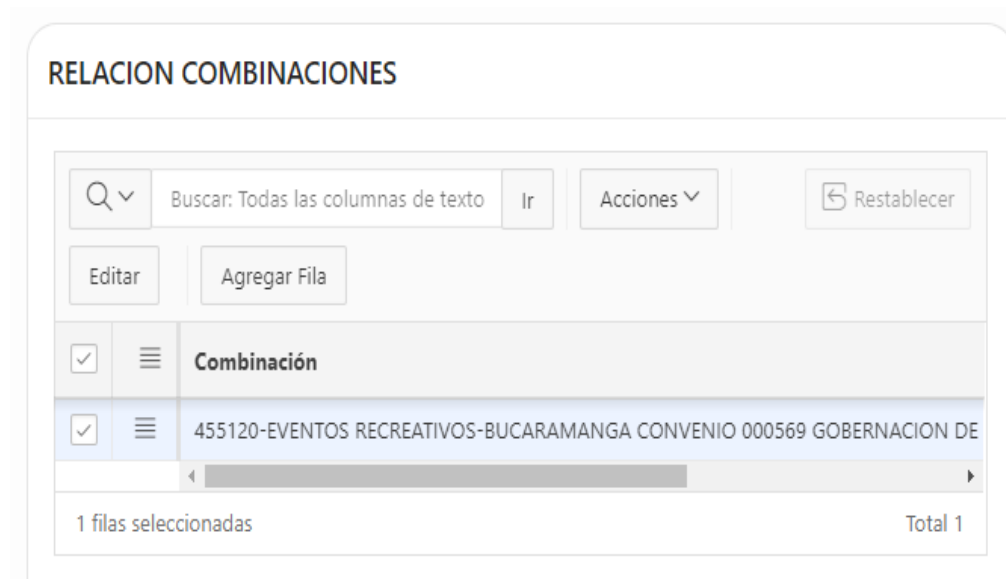 RELACION COMBINACIONES
Buscar: Todas las columnas de texto Ir Acciones Restablecer
Editar Agregar Fila
Combinación
455120-EVENTOS RECREATIVOS-BUCARAMANGA CONVENIO 000569 GOBERNACION DE
1 filas seleccionadas Total 1